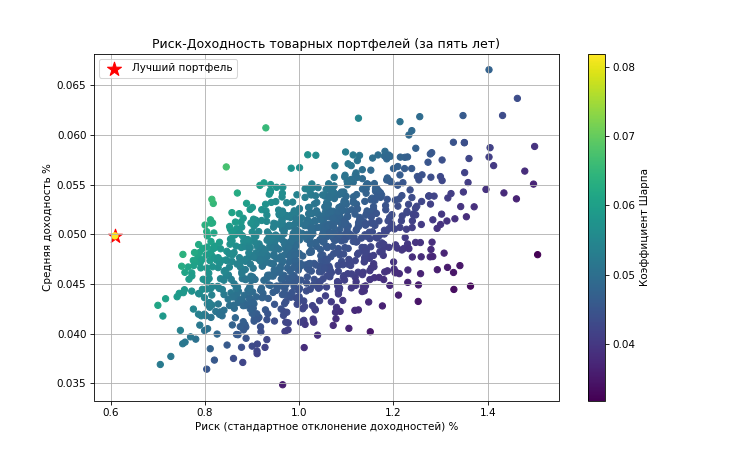 Риск-Доходность товарных портфелей (за пять лет)
Лучший портфель
Средняя доходность %
0.065
0.060
0.055
0.050
0.045
0.040
0.035
0.6 0.8 1.0 1.2 1.4
Риск (стандартное отклонение доходностей) %
0.08
0.07
0.06
0.05
0.04
Коэффициент Шарпа